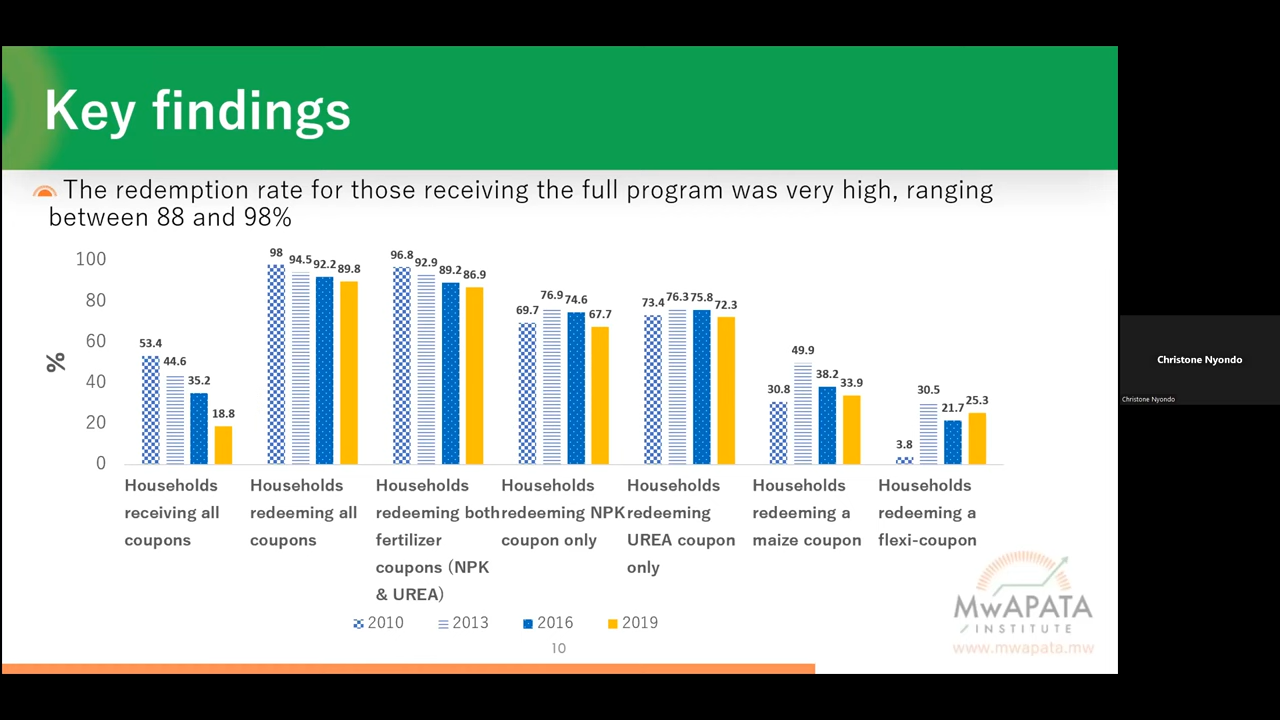 Key findings
The redemption rate for those receiving the full program was very high, ranging
between 88 and 98%
100
80
60
40
20
0
%
53.4
44.6
35.2
18.8
98
94.5
92.2
89.8
96.8
92.9
89.2
86.9
69.7
76.9
74.6
67.7
73.4
76.3
75.8
72.3
30.8
49.9
38.2
33.9
3.8
30.5
21.7
25.3
Households
receiving all
coupons
Households
redeeming all
coupons
Households
redeeming both
fertilizer
coupons (NPK
& UREA)
Households
redeeming NPK
coupon only
Households
redeeming
UREA coupon
only
Households
redeeming a
maize coupon
Households
redeeming a
flexi-coupon
2010 2013 2016 2019
10
MwAPATA
INSTITUTE
www.mwapata.mw
Christone Nyondo
Christone Nyondo